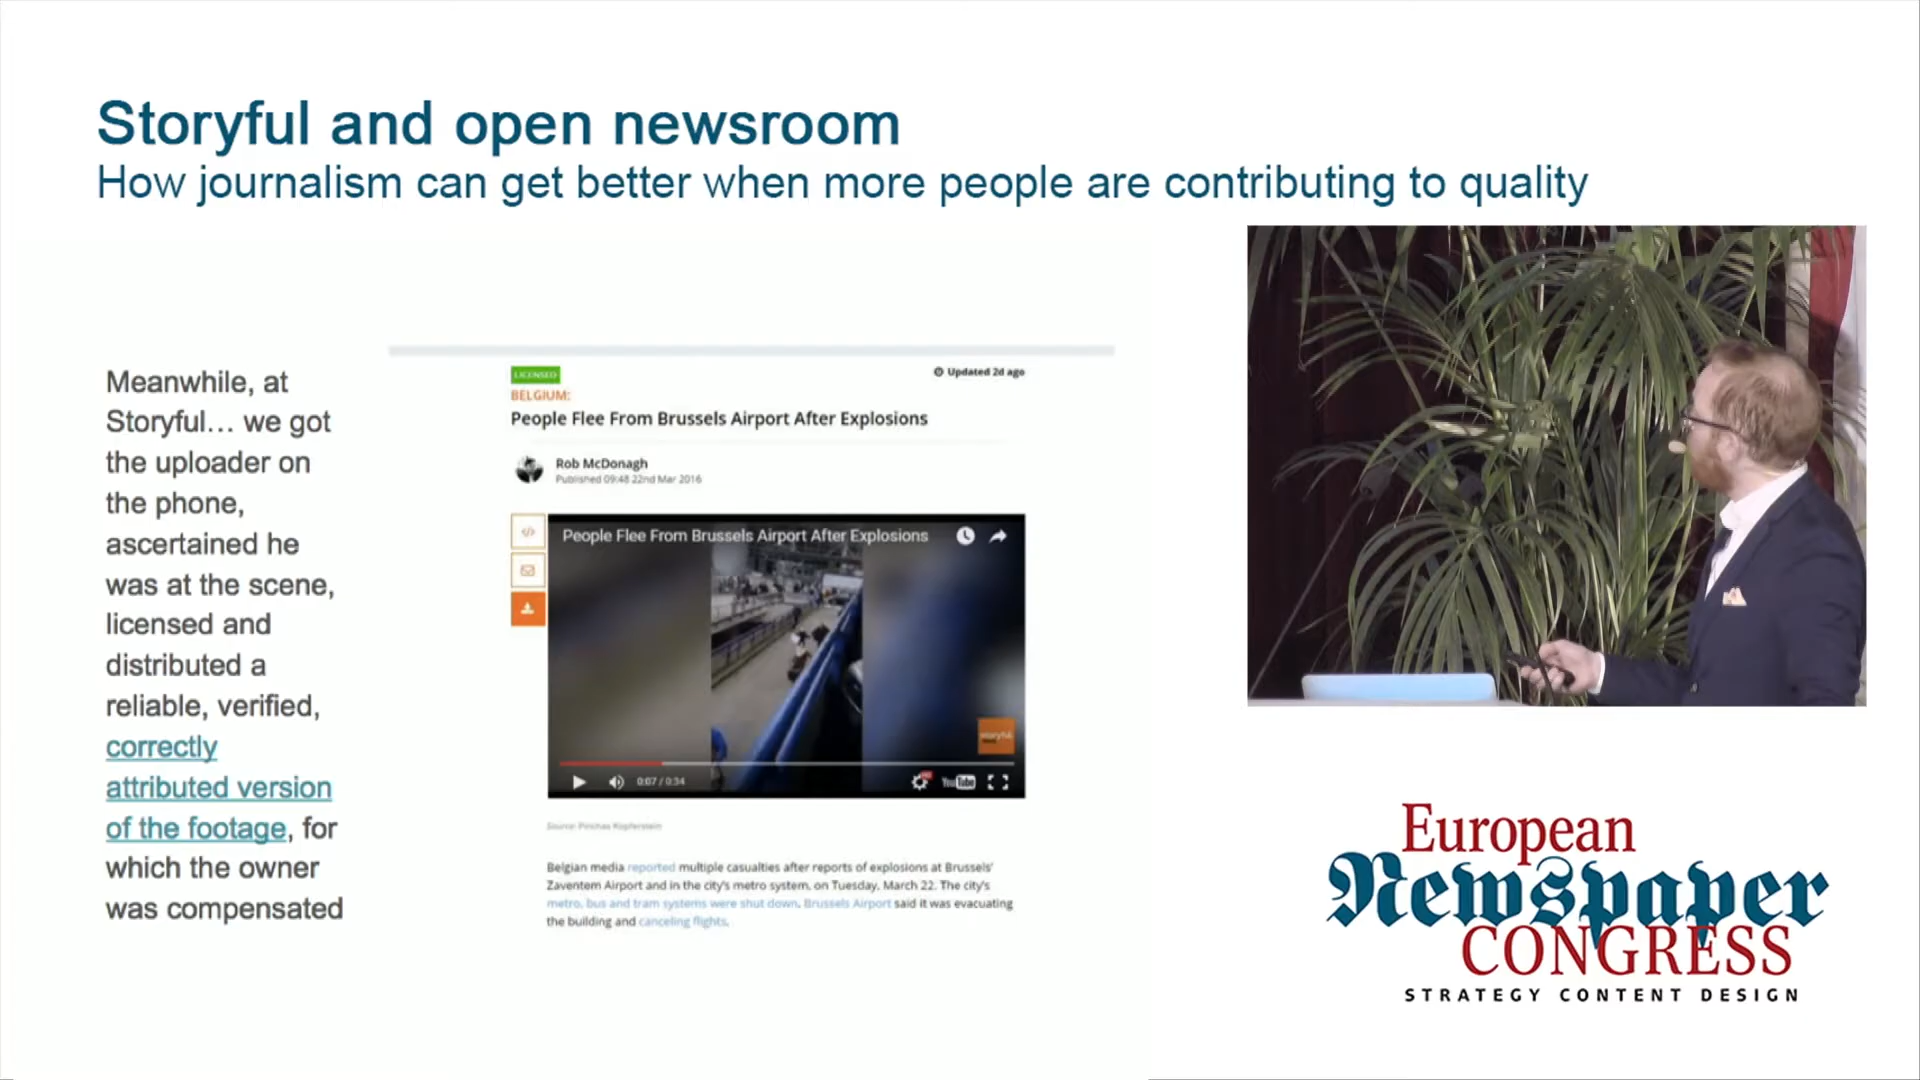 Storyful and open newsroom
How journalism can get better when more people are contributing to quality
Meanwhile, at
Storyful... we got
the uploader on
the phone,
ascertained he
was at the scene,
licensed and
distributed a
reliable, verified,
correctly
attributed version
of the footage, for
which the owner
was compensated
LICENSED
Updated 2d ago
BELGIUM:
People Flee From Brussels Airport After Explosions
Rob McDonagh
Published 09:48 22nd Mar 2016
People Flee From Brussels Airport After Explosions
storyful
0:07 / 0:34
YouTube
Source: Pinchas Kopferstein
Belgian media reported multiple casualties after reports of explosions at Brussels'
Zaventem Airport and in the city's metro system, on Tuesday, March 22. The city's
metro, bus and tram systems were shut down. Brussels Airport said it was evacuating
the building and canceling flights.
European
Newspaper
CONGRESS
STRATEGY CONTENT DESIGN